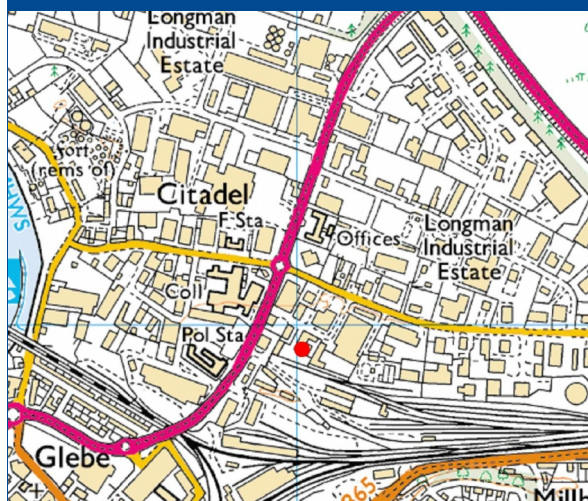 Longman
Industrial
Estate
Fort
(rems of)
Citadel
F Sta
Offices
Longman
Industrial
Estate
Coll
Pol Sta
Glebe